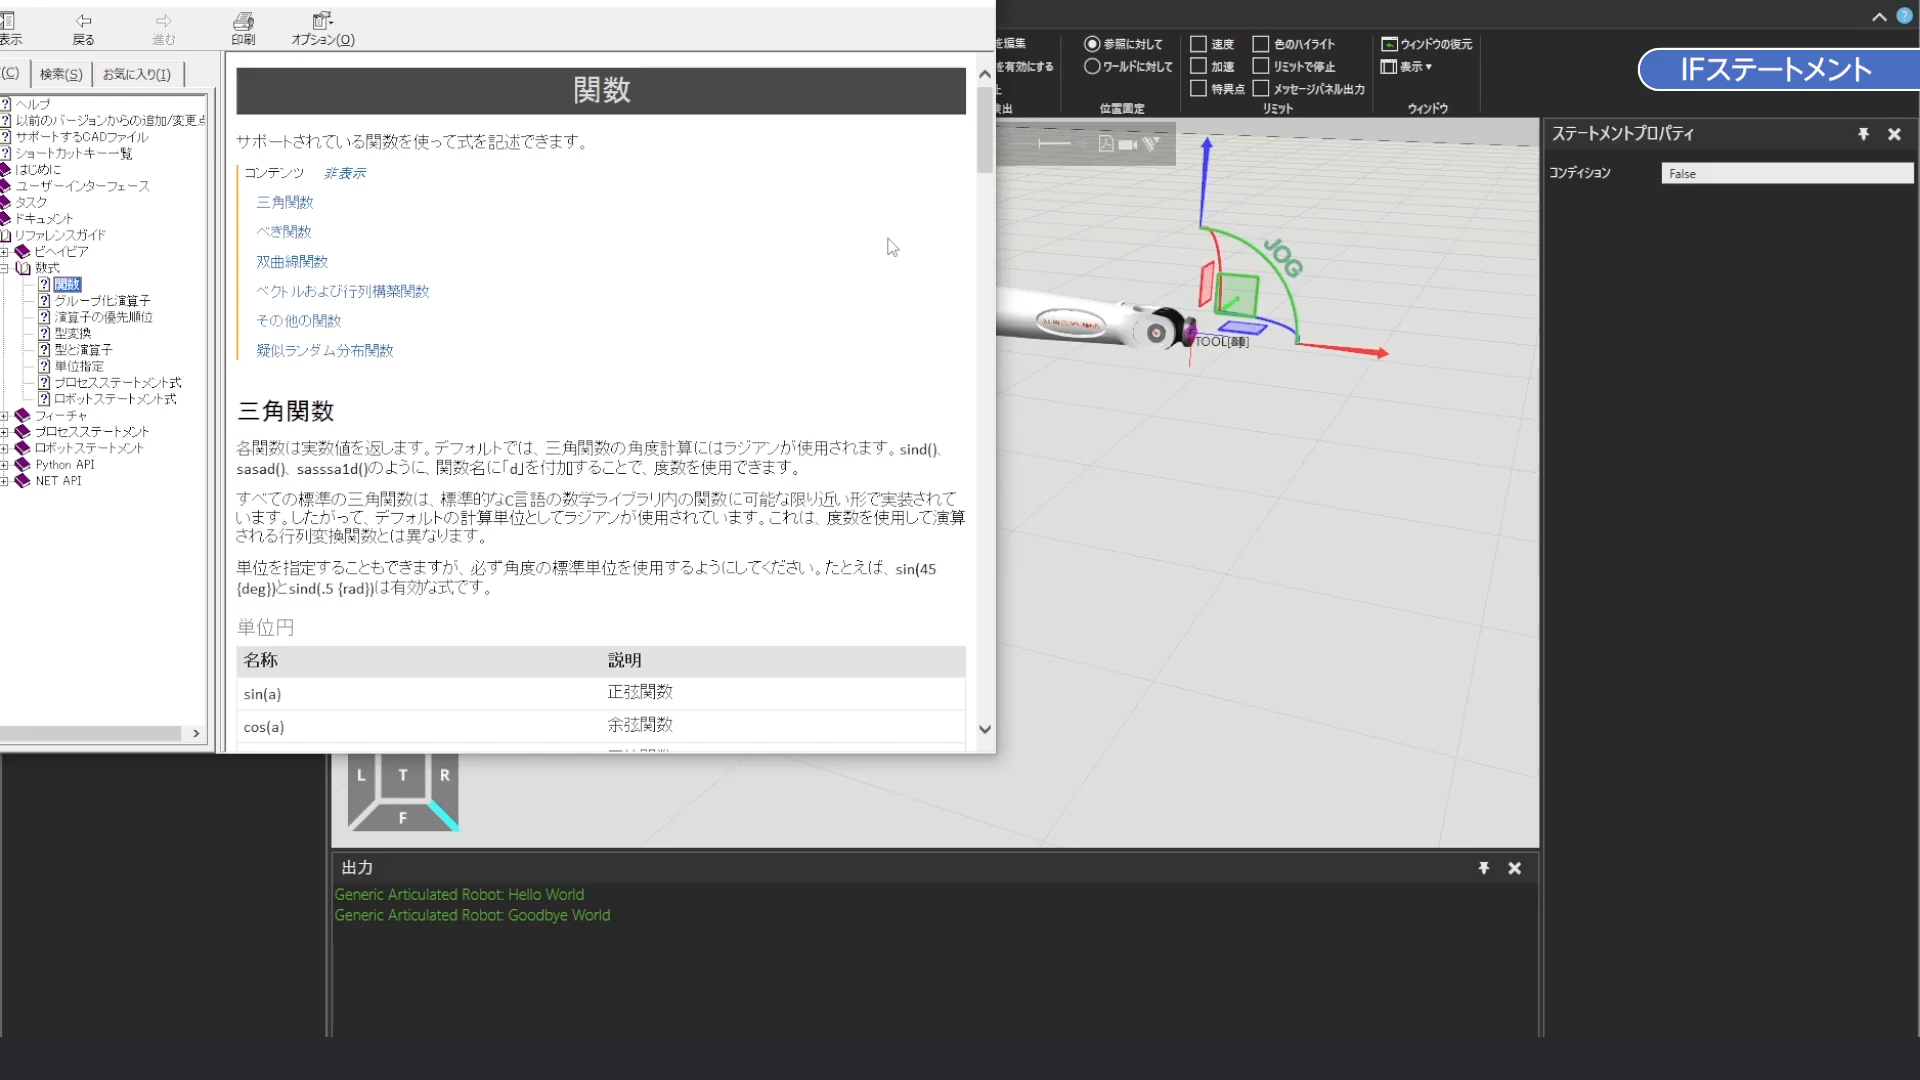 表示
戻る
進む
印刷
オプション(O)
(C)
検索(S)
お気に入り(I)
ヘルプ
以前のバージョンからの追加/変更点
サポートするCADファイル
ショートカットキー一覧
はじめに
ユーザーインターフェース
タスク
ドキュメント
リファレンスガイド
ビヘイビア
数式
関数
グループ化演算子
演算子の優先順位
型変換
型と演算子
単位指定
プロセスステートメント式
ロボットステートメント式
フィーチャ
プロセスステートメント
ロボットステートメント
Python API
NET API
関数
サポートされている関数を使って式を記述できます。
コンテンツ 非表示
三角関数
べき関数
双曲線関数
ベクトルおよび行列構築関数
その他の関数
疑似ランダム分布関数
三角関数
各関数は実数値を返します。デフォルトでは、三角関数の角度計算にはラジアンが使用されます。sind()、
sasad()、sasssa1d()のように、関数名に「d」を付加することで、度数を使用できます。
すべての標準の三角関数は、標準的なC言語の数学ライブラリ内の関数に可能な限り近い形で実装されて
います。したがって、デフォルトの計算単位としてラジアンが使用されています。これは、度数を使用して演算
される行列変換関数とは異なります。
単位を指定することもできますが、必ず角度の標準単位を使用するようにしてください。たとえば、sin(45
{deg})とsind(.5 {rad})は有効な式です。
単位円
名称 説明
sin(a) 正弦関数
cos(a) 余弦関数
を編集
を有効にする
止
検出
参照に対して
ワールドに対して
位置固定
速度
加速
特異点
色のハイライト
リミットで停止
メッセージパネル出力
リミット
ウィンドウの復元
表示
ウィンドウ
IFステートメント
ステートメントプロパティ
コンディション
False
JOG
L T R
F
出力
Generic Articulated Robot: Hello World
Generic Articulated Robot: Goodbye World